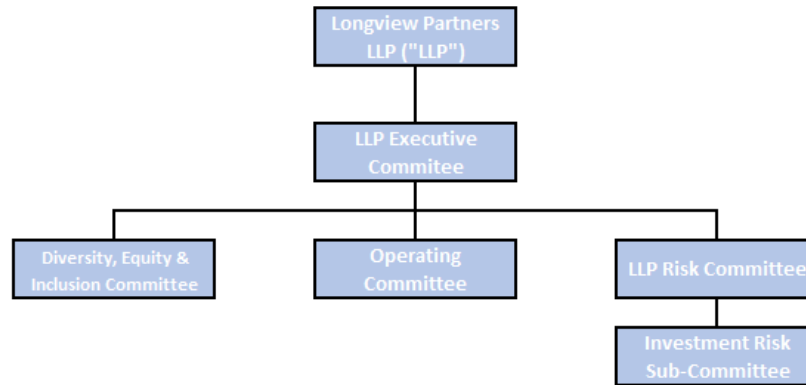 Longview Partners
LLP ("LLP")
LLP Executive
Commitee
Diversity, Equity &
Inclusion Committee
Operating
Committee
LLP Risk Committee
Investment Risk
Sub-Committee